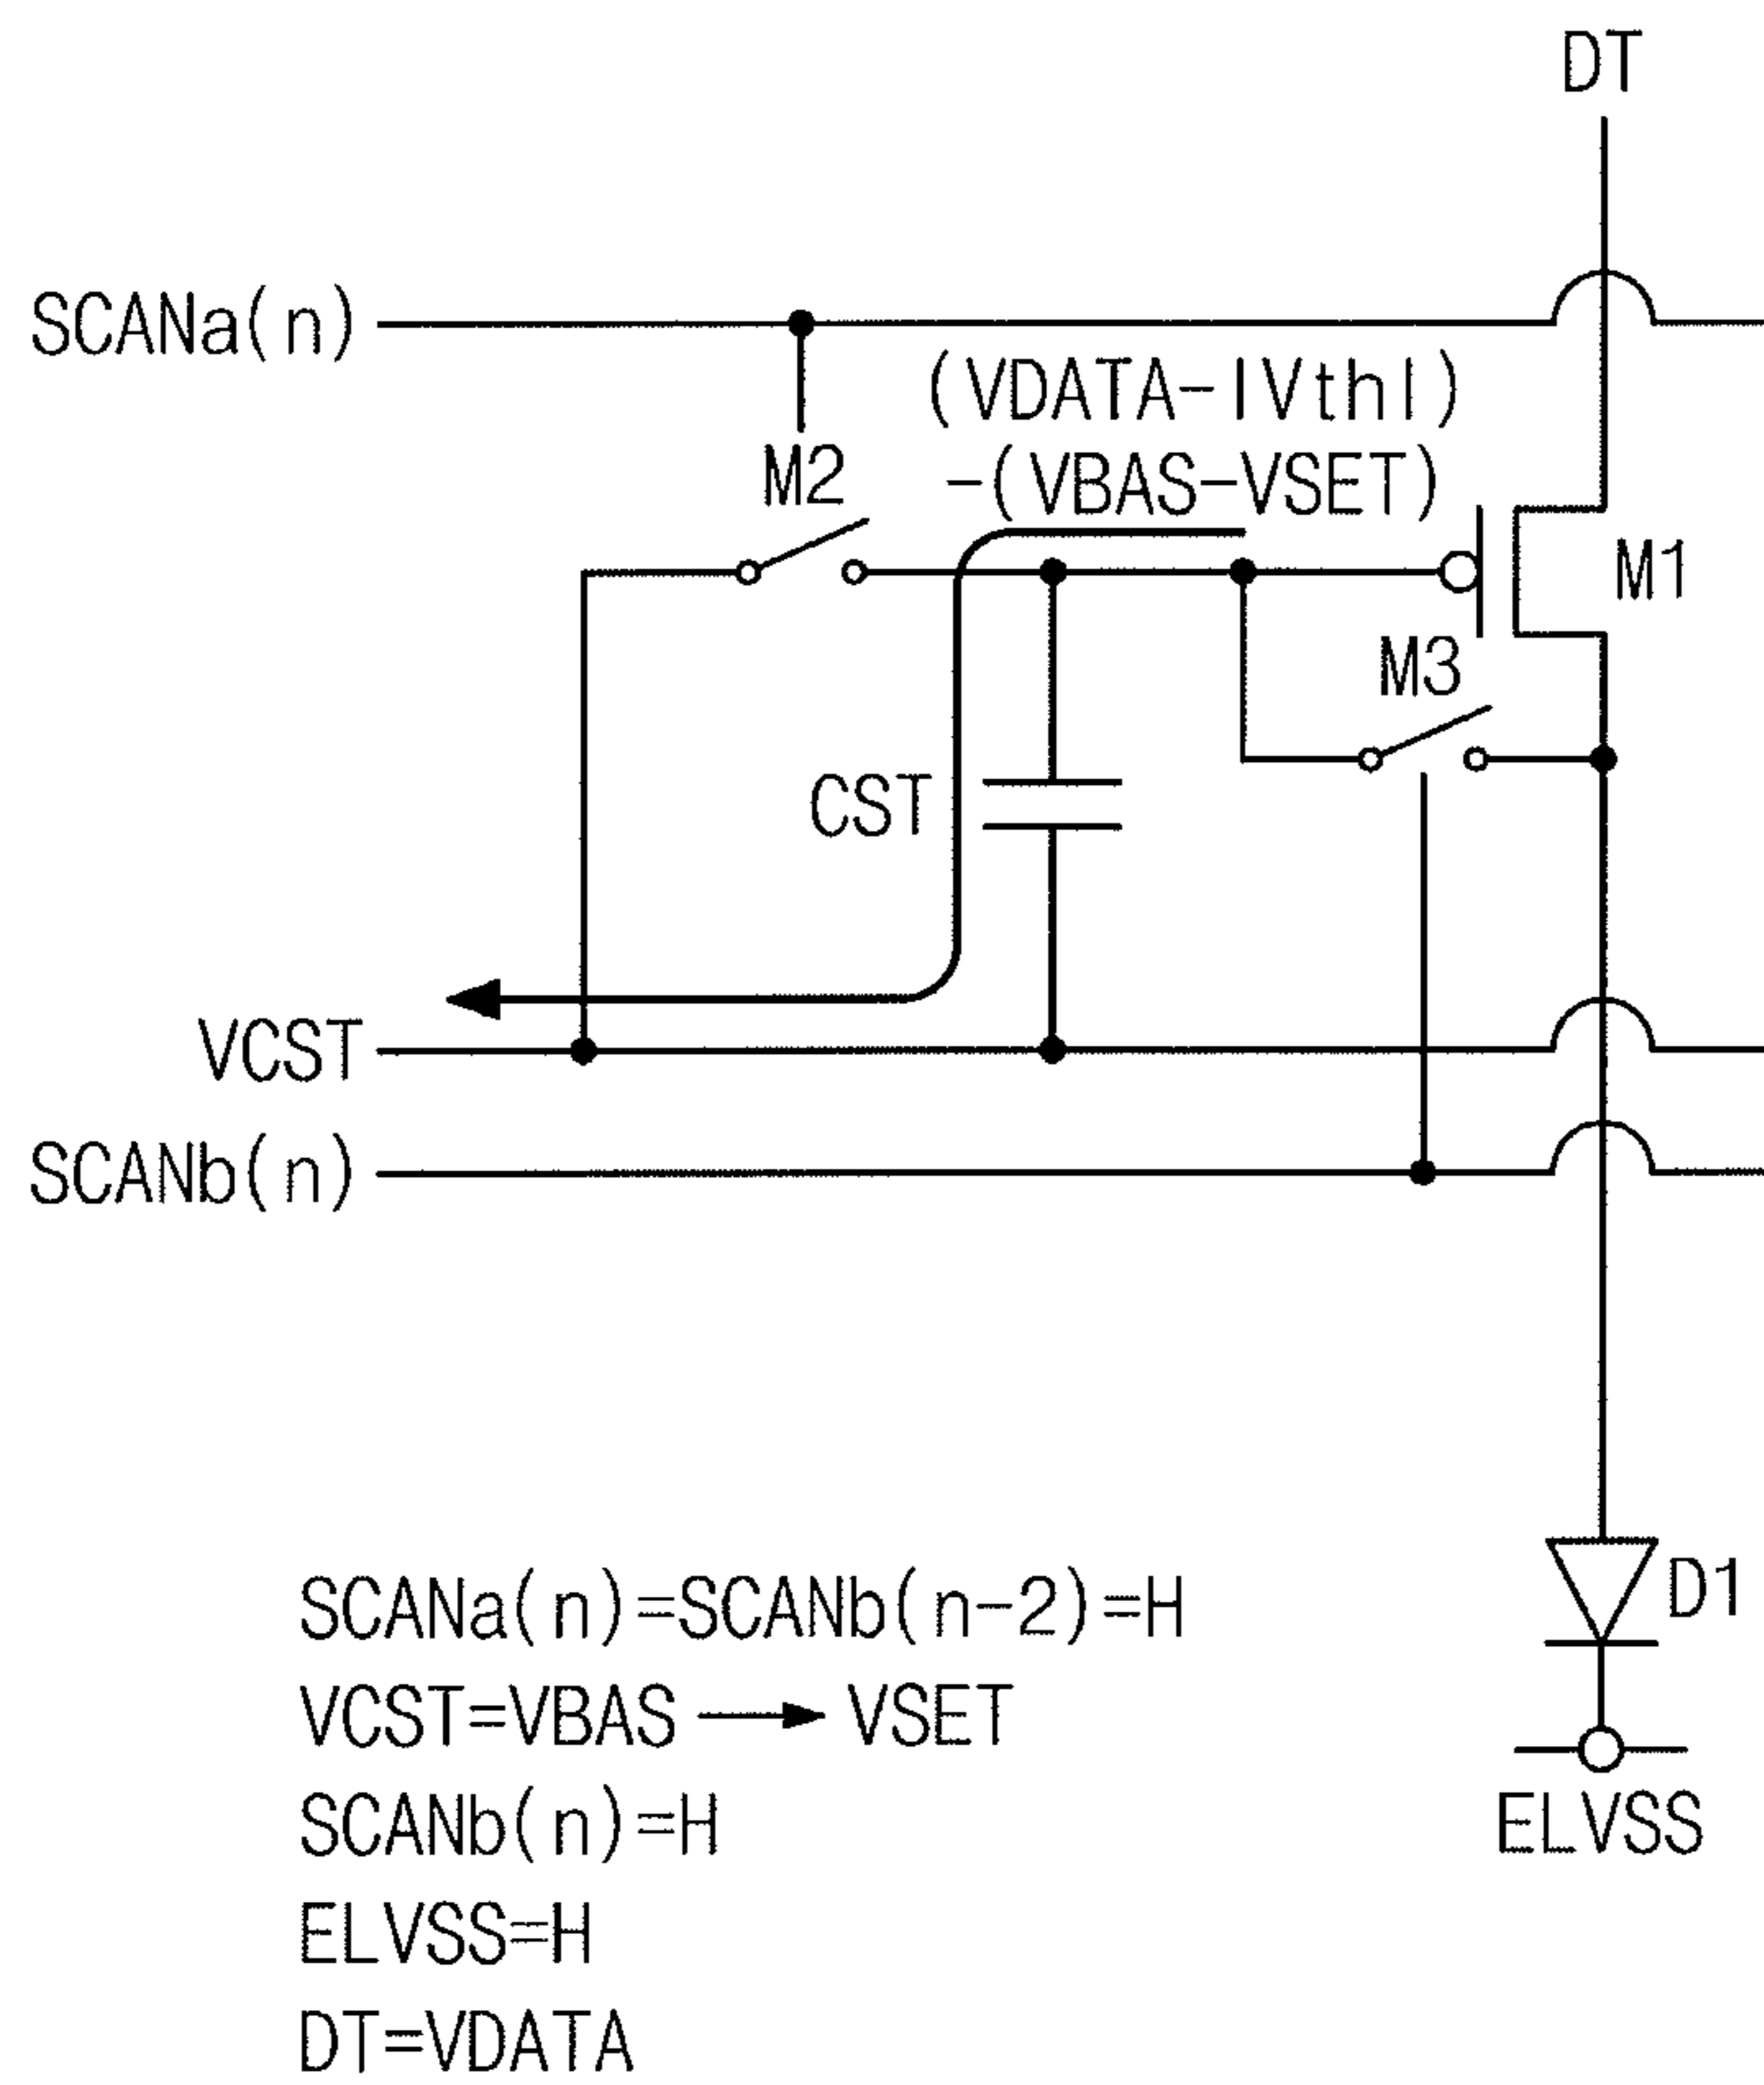 DT
SCANa(n)
(VDATA-|Vth|)
-(VBAS-VSET)
M2
M1
M3
CST
VCST
SCANb(n)
D1
ELVSS
SCANa(n)=SCANb(n-2)=H
VCST=VBAS → VSET
SCANb(n)=H
ELVSS=H
DT=VDATA